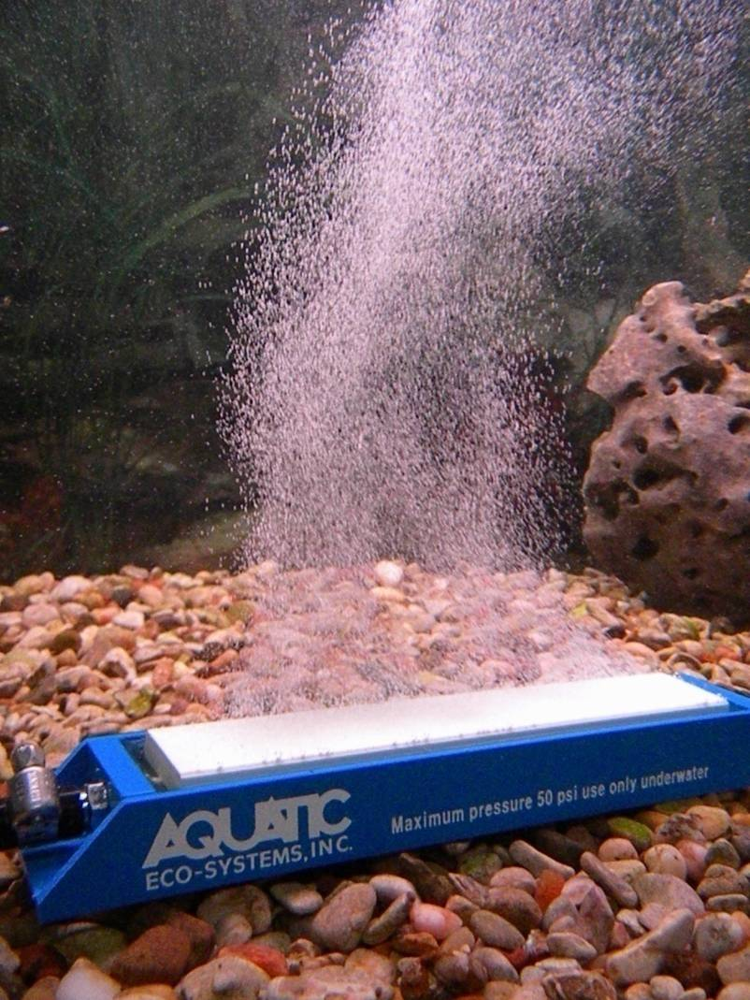 AQUATIC
ECO-SYSTEMS, INC.
Maximum pressure 50 psi use only underwater